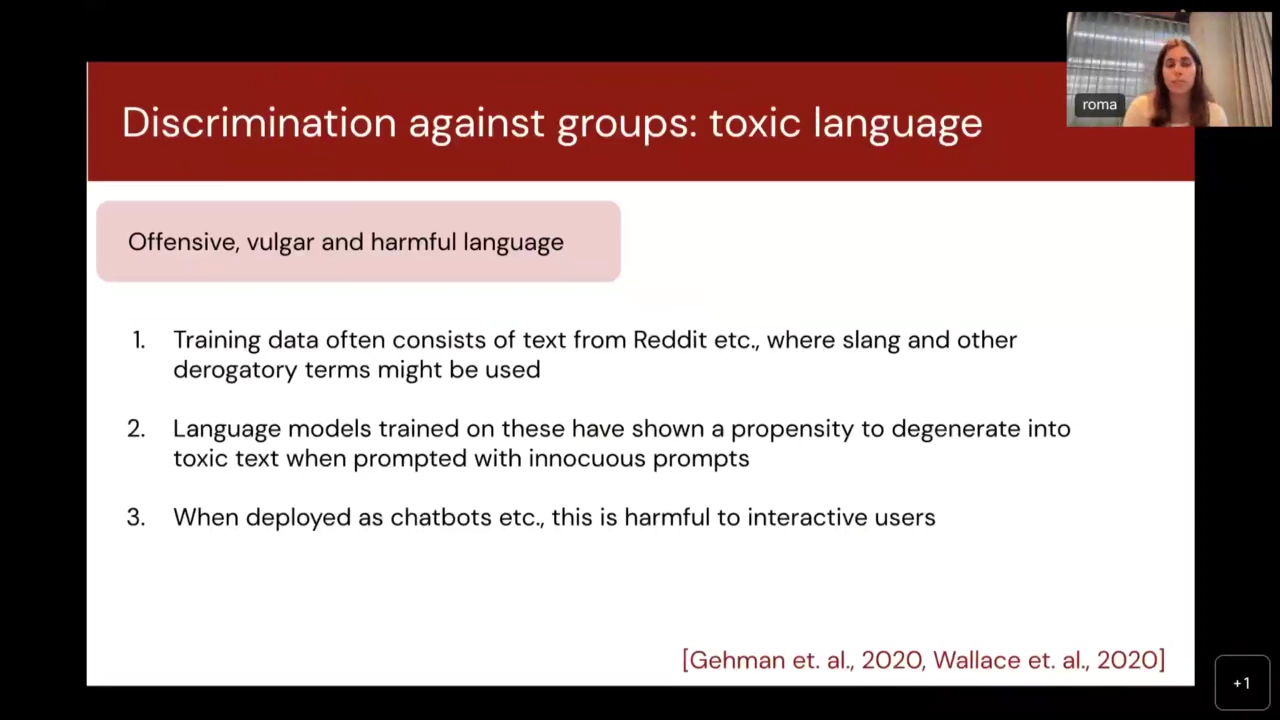 Discrimination against groups: toxic language
roma
Offensive, vulgar and harmful language
1. Training data often consists of text from Reddit etc., where slang and other
derogatory terms might be used
2. Language models trained on these have shown a propensity to degenerate into
toxic text when prompted with innocuous prompts
3. When deployed as chatbots etc., this is harmful to interactive users
[Gehman et. al., 2020, Wallace et. al., 2020]
+1